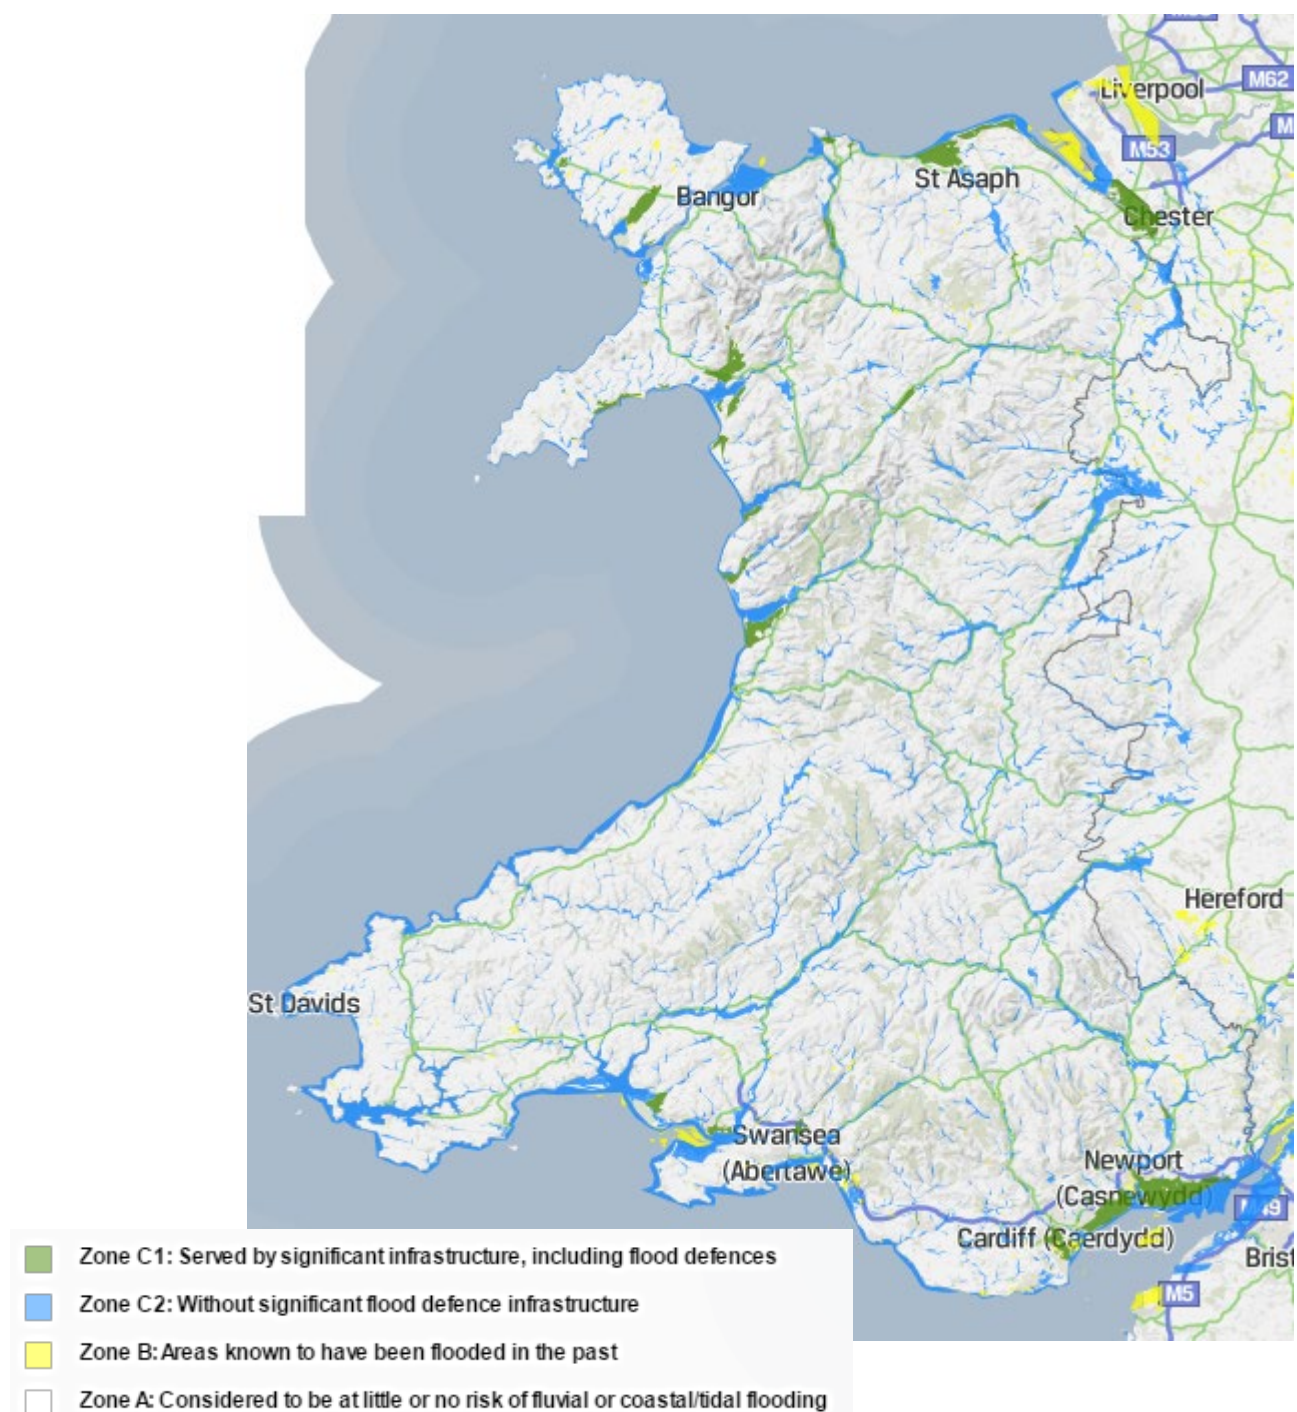 Liverpool
M62
M53
St Asaph
Bangor
Chester
Hereford
St Davids
Swansea
(Abertawe)
Newport
(Casnewydd)
M49
Cardiff (Caerdydd)
Brist
M5
Zone C1: Served by significant infrastructure, including flood defences
Zone C2: Without significant flood defence infrastructure
Zone B: Areas known to have been flooded in the past
Zone A: Considered to be at little or no risk of fluvial or coastal/tidal flooding